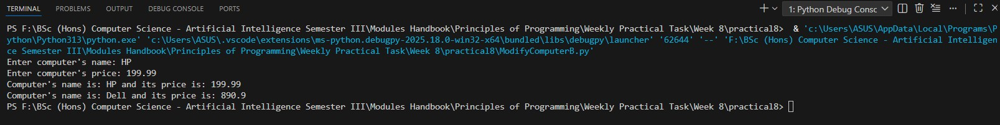 TERMINAL PROBLEMS OUTPUT DEBUG CONSOLE PORTS 1: Python Debug Consc
PS F:\BSc (Hons) Computer Science - Artificial Intelligence Semester III\Modules Handbook\Principles of Programming\Weekly Practical Task\Week 8\practical8>  & 'c:\Users\ASUS\AppData\Local\Programs\P
ython\Python313\python.exe' 'c:\Users\ASUS\.vscode\extensions\ms-python.debugpy-2025.18.0-win32-x64\bundled\libs\debugpy\launcher' '62644' '--' 'F:\BSc (Hons) Computer Science - Artificial Intelligen
ce Semester III\Modules Handbook\Principles of Programming\Weekly Practical Task\Week 8\practical8\ModifyComputerB.py'
Enter computer's name: HP
Enter computer's price: 199.99
Computer's name is: HP and its price is: 199.99
Computer's name is: Dell and its price is: 890.9
PS F:\BSc (Hons) Computer Science - Artificial Intelligence Semester III\Modules Handbook\Principles of Programming\Weekly Practical Task\Week 8\practical8>